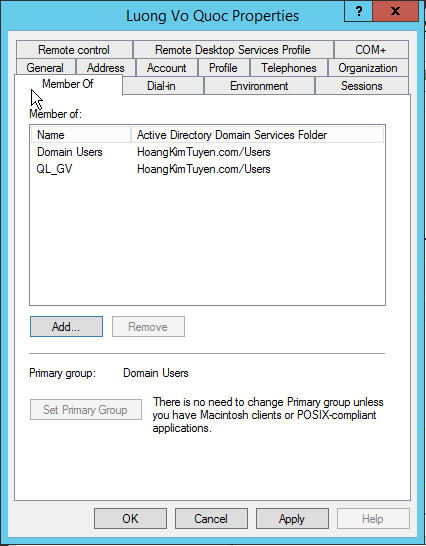 Luong Vo Quoc Properties
?
x
Remote control
Remote Desktop Services Profile
COM+
General
Address
Account
Profile
Telephones
Organization
Member Of
Dial-in
Environment
Sessions
Member of:
Name
Active Directory Domain Services Folder
Domain Users
HoangKimTuyen.com/Users
QL_GV
HoangKimTuyen.com/Users
Add...
Remove
Primary group:
Domain Users
Set Primary Group
There is no need to change Primary group unless
you have Macintosh clients or POSIX-compliant
applications.
OK
Cancel
Apply
Help